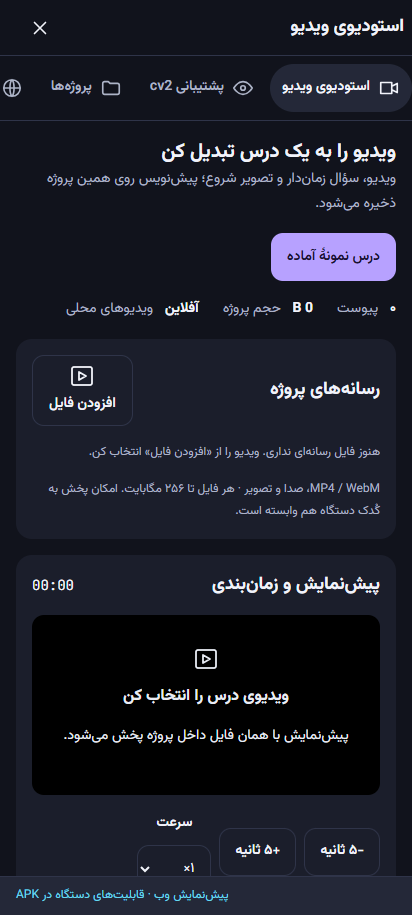 استودیوی ویدیو
استودیوی ویدیو
پشتیبانی cv2
پروژه‌ها
ویدیو را به یک درس تبدیل کن
ویدیو، سؤال زمان‌دار و تصویر شروع؛ پیش‌نویس روی همین پروژه
ذخیره می‌شود.
درس نمونهٔ آماده
۰ پیوست 0 B حجم پروژه آفلاین ویدیوهای محلی
رسانه‌های پروژه
افزودن فایل
هنوز فایل رسانه‌ای نداری. ویدیو را از «افزودن فایل» انتخاب کن.
MP4 / WebM، صدا و تصویر · هر فایل تا ۲۵۶ مگابایت. امکان پخش به
کُدک دستگاه هم وابسته است.
پیش‌نمایش و زمان‌بندی
00:00
ویدیوی درس را انتخاب کن
پیش‌نمایش با همان فایل داخل پروژه پخش می‌شود.
−۵ ثانیه
+۵ ثانیه
سرعت
۱×
پیش‌نمایش وب · قابلیت‌های دستگاه در APK